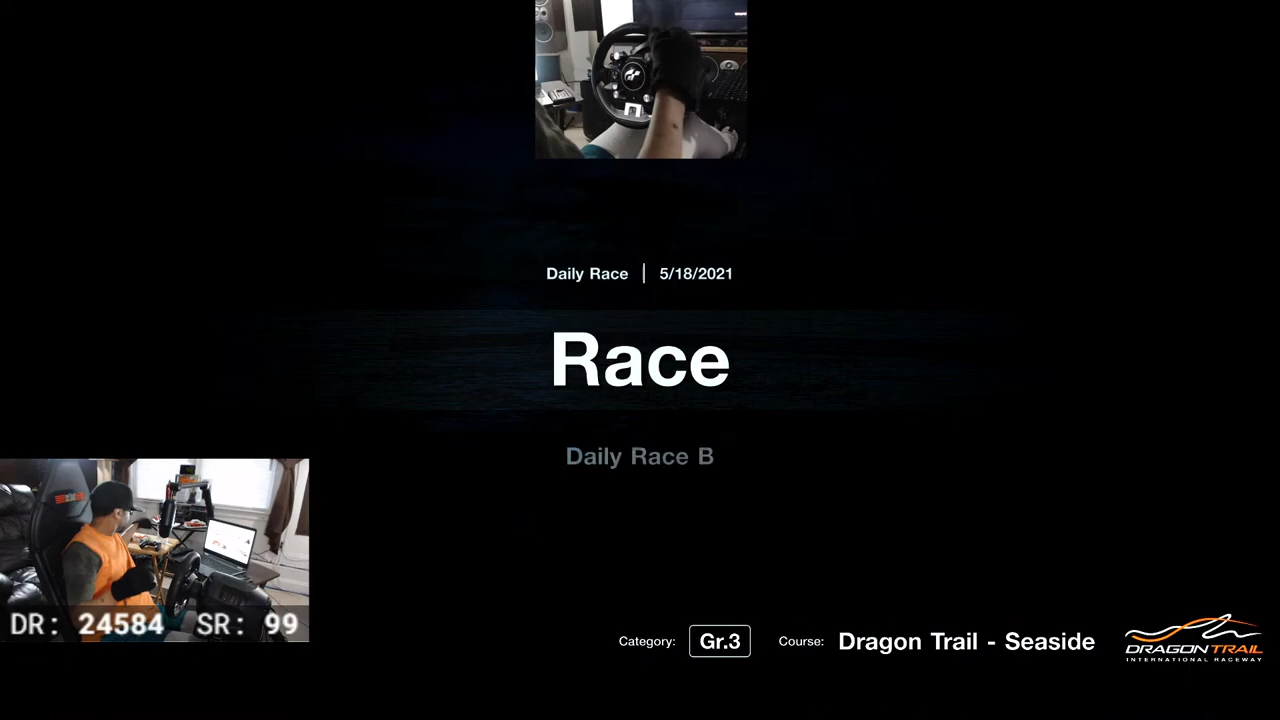 Daily Race | 5/18/2021
Race
Daily Race B
DR: 24584 SR: 99
Category: Gr.3 Course: Dragon Trail - Seaside
DRAGON TRAIL
INTERNATIONAL RACEWAY